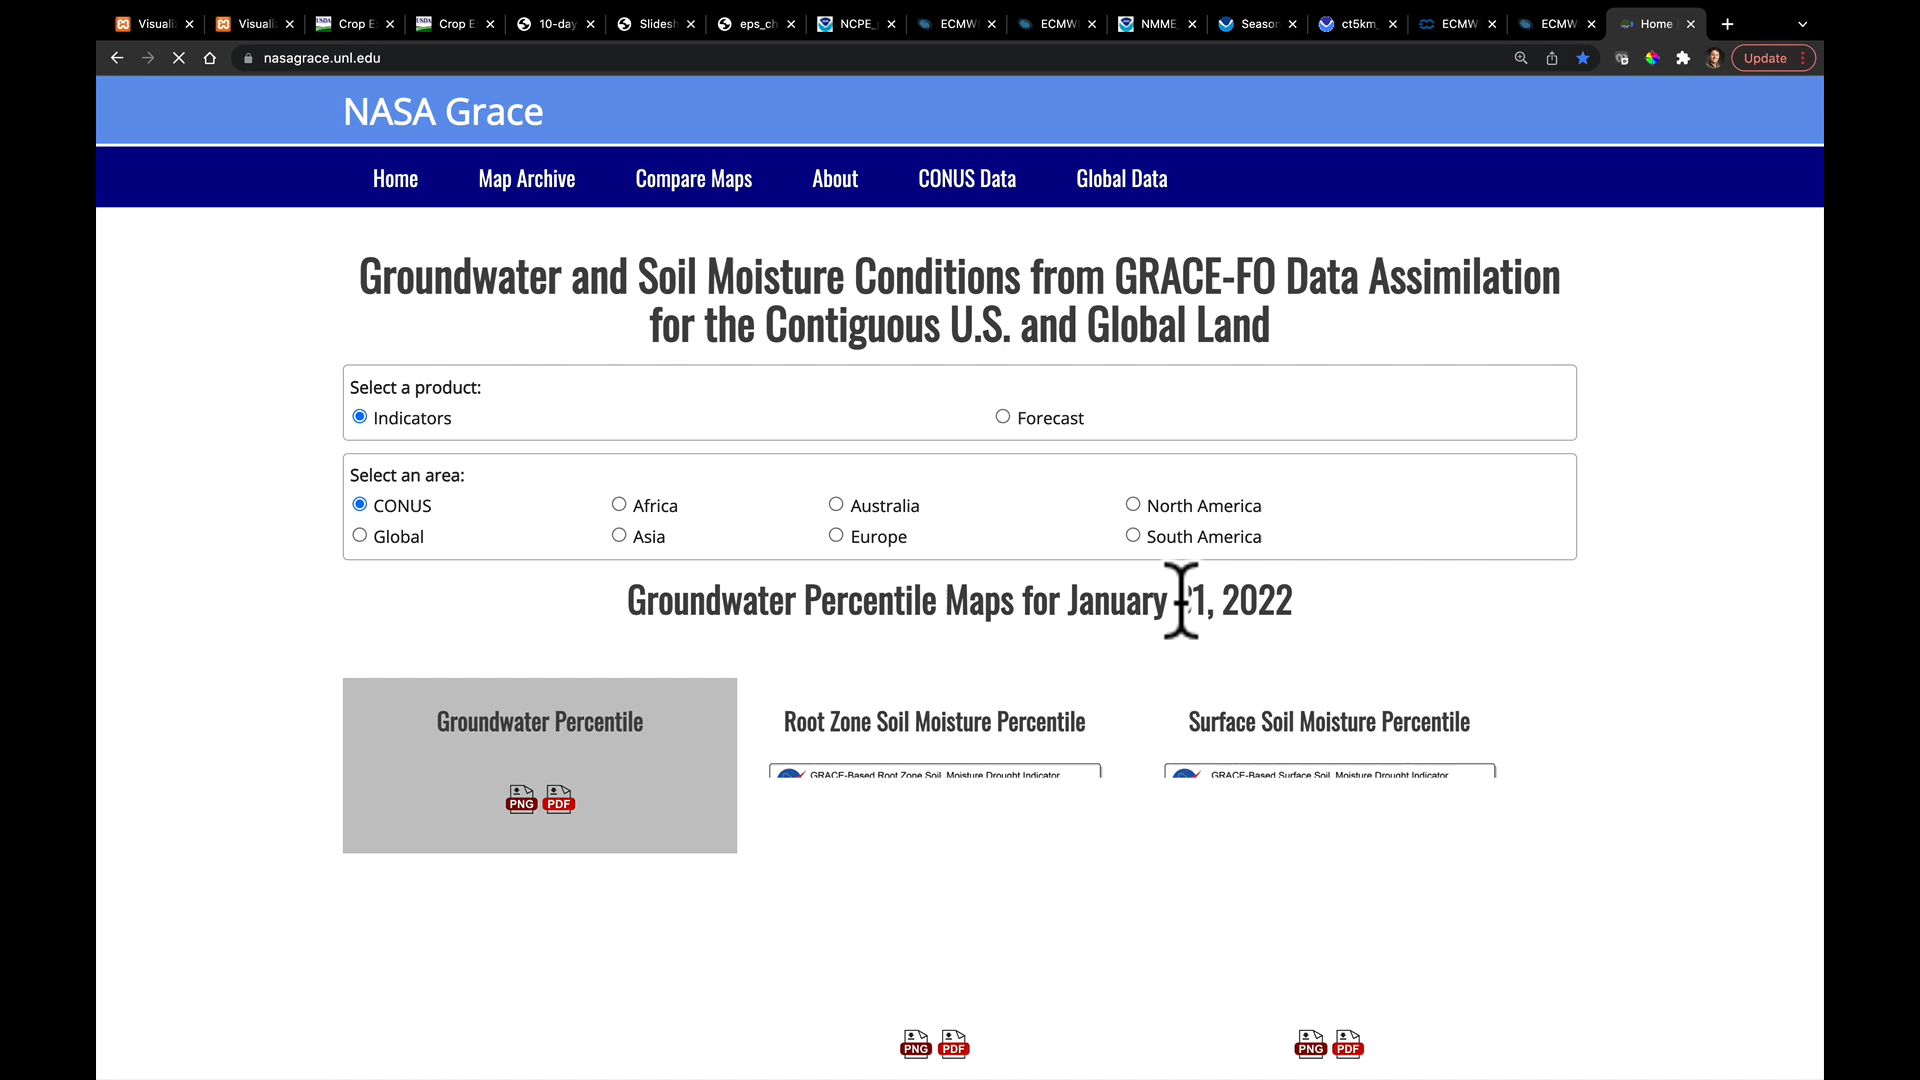 Visuali
Visuali
Crop E
Crop E
10-day
Slidesh
eps_ch
NCPE_
ECMW
ECMW
NMME_
Season
ct5km_
ECMW
ECMW
Home
nasagrace.unl.edu
Update
NASA Grace
Home
Map Archive
Compare Maps
About
CONUS Data
Global Data
Groundwater and Soil Moisture Conditions from GRACE-FO Data Assimilation
for the Contiguous U.S. and Global Land
Select a product:
Indicators
Forecast
Select an area:
CONUS
Africa
Australia
North America
Global
Asia
Europe
South America
Groundwater Percentile Maps for January 2022
Groundwater Percentile
Root Zone Soil Moisture Percentile
Surface Soil Moisture Percentile
GRACE-Based Root Zone Soil Moisture Drought Indicator
GRACE-Based Surface Soil Moisture Drought Indicator
PNG PDF
PNG PDF
PNG PDF